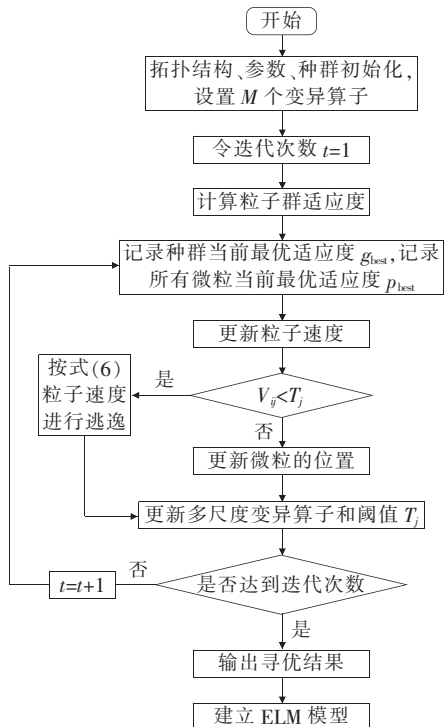 开始
拓扑结构、参数、种群初始化,
设置 M 个变异算子
令迭代次数 t=1
计算粒子群适应度
记录种群当前最优适应度 gbest,记录
所有微粒当前最优适应度 pbest
更新粒子速度
按式(6)
粒子速度
进行逃逸
是
Vij<Tj
否
更新微粒的位置
更新多尺度变异算子和阈值 Tj
t=t+1
否
是否达到迭代次数
是
输出寻优结果
建立 ELM 模型